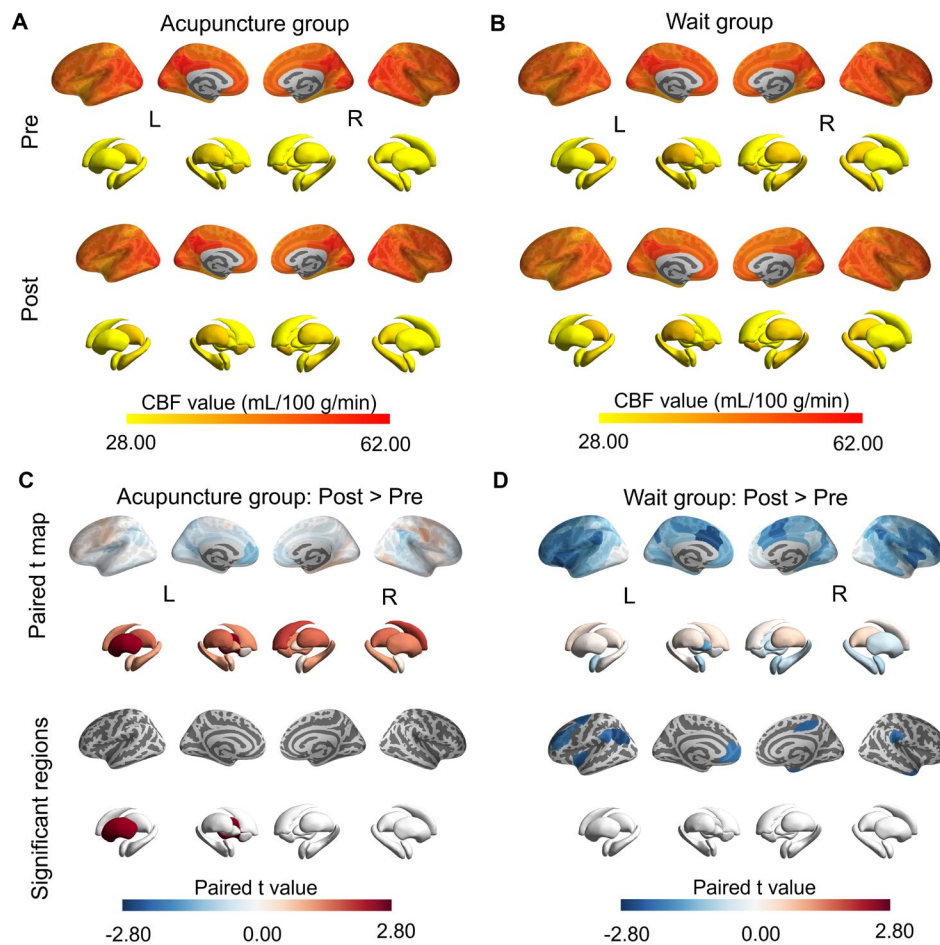 A
Acupuncture group
B
Wait group
Pre
L
R
L
R
Post
CBF value (mL/100 g/min)
28.00
62.00
CBF value (mL/100 g/min)
28.00
62.00
C
Acupuncture group: Post > Pre
D
Wait group: Post > Pre
Paired t map
L
R
L
R
Significant regions
Paired t value
-2.80
0.00
2.80
Paired t value
-2.80
0.00
2.80